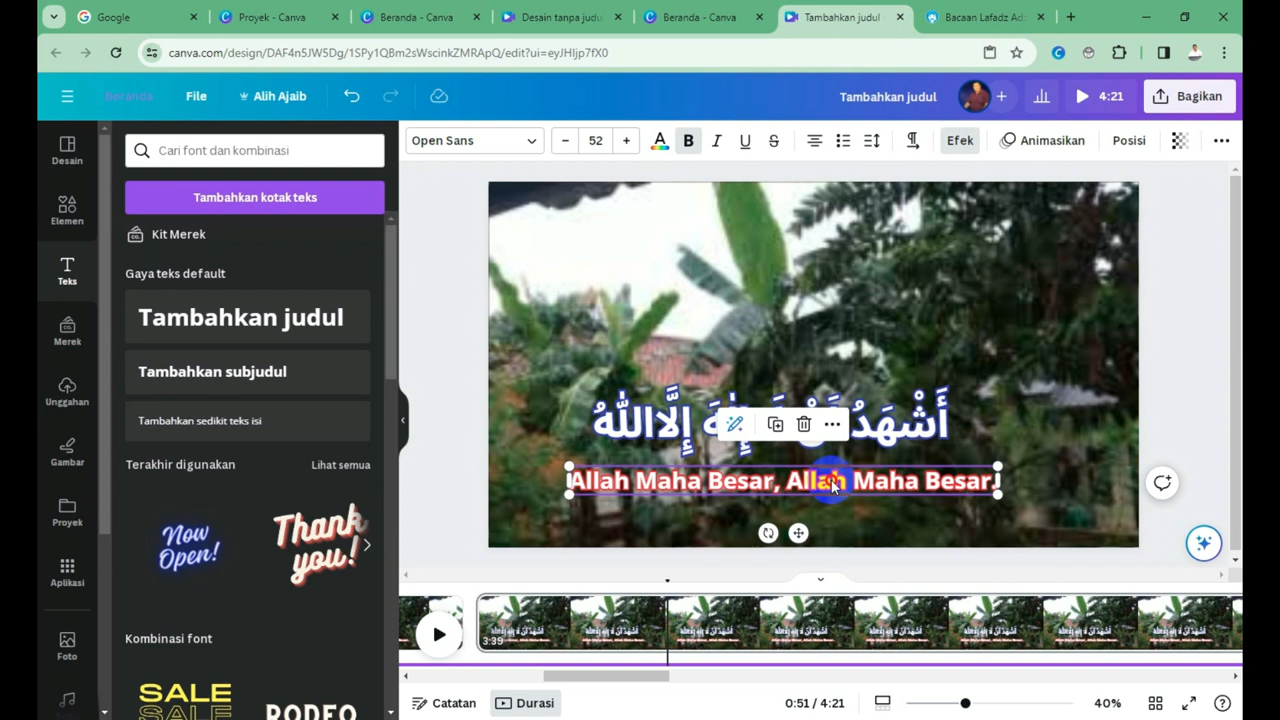 Google
Proyek - Canva
Beranda - Canva
Desain tanpa judu
Beranda - Canva
Tambahkan judul
Bacaan Lafadz Ad
canva.com/design/DAF4n5JW5Dg/1SPy1QBm2sWscinkZMRApQ/edit?ui=eyJHIjp7fX0
Beranda
File
Alih Ajaib
Tambahkan judul
4:21
Bagikan
Desain
Elemen
Teks
Merek
Unggahan
Gambar
Proyek
Aplikasi
Foto
Cari font dan kombinasi
Tambahkan kotak teks
Kit Merek
Gaya teks default
Tambahkan judul
Tambahkan subjudul
Tambahkan sedikit teks isi
Terakhir digunakan
Lihat semua
Now
Open!
Thank
you!
Kombinasi font
SALE
SALE
RODEO
Open Sans
52
B
I
U
S
Efek
Animasikan
Posisi
أَشْهَدُ إِلَّااللّٰهُ
Allah Maha Besar, Allah Maha Besar.
3:39
Catatan
Durasi
0:51 / 4:21
40%